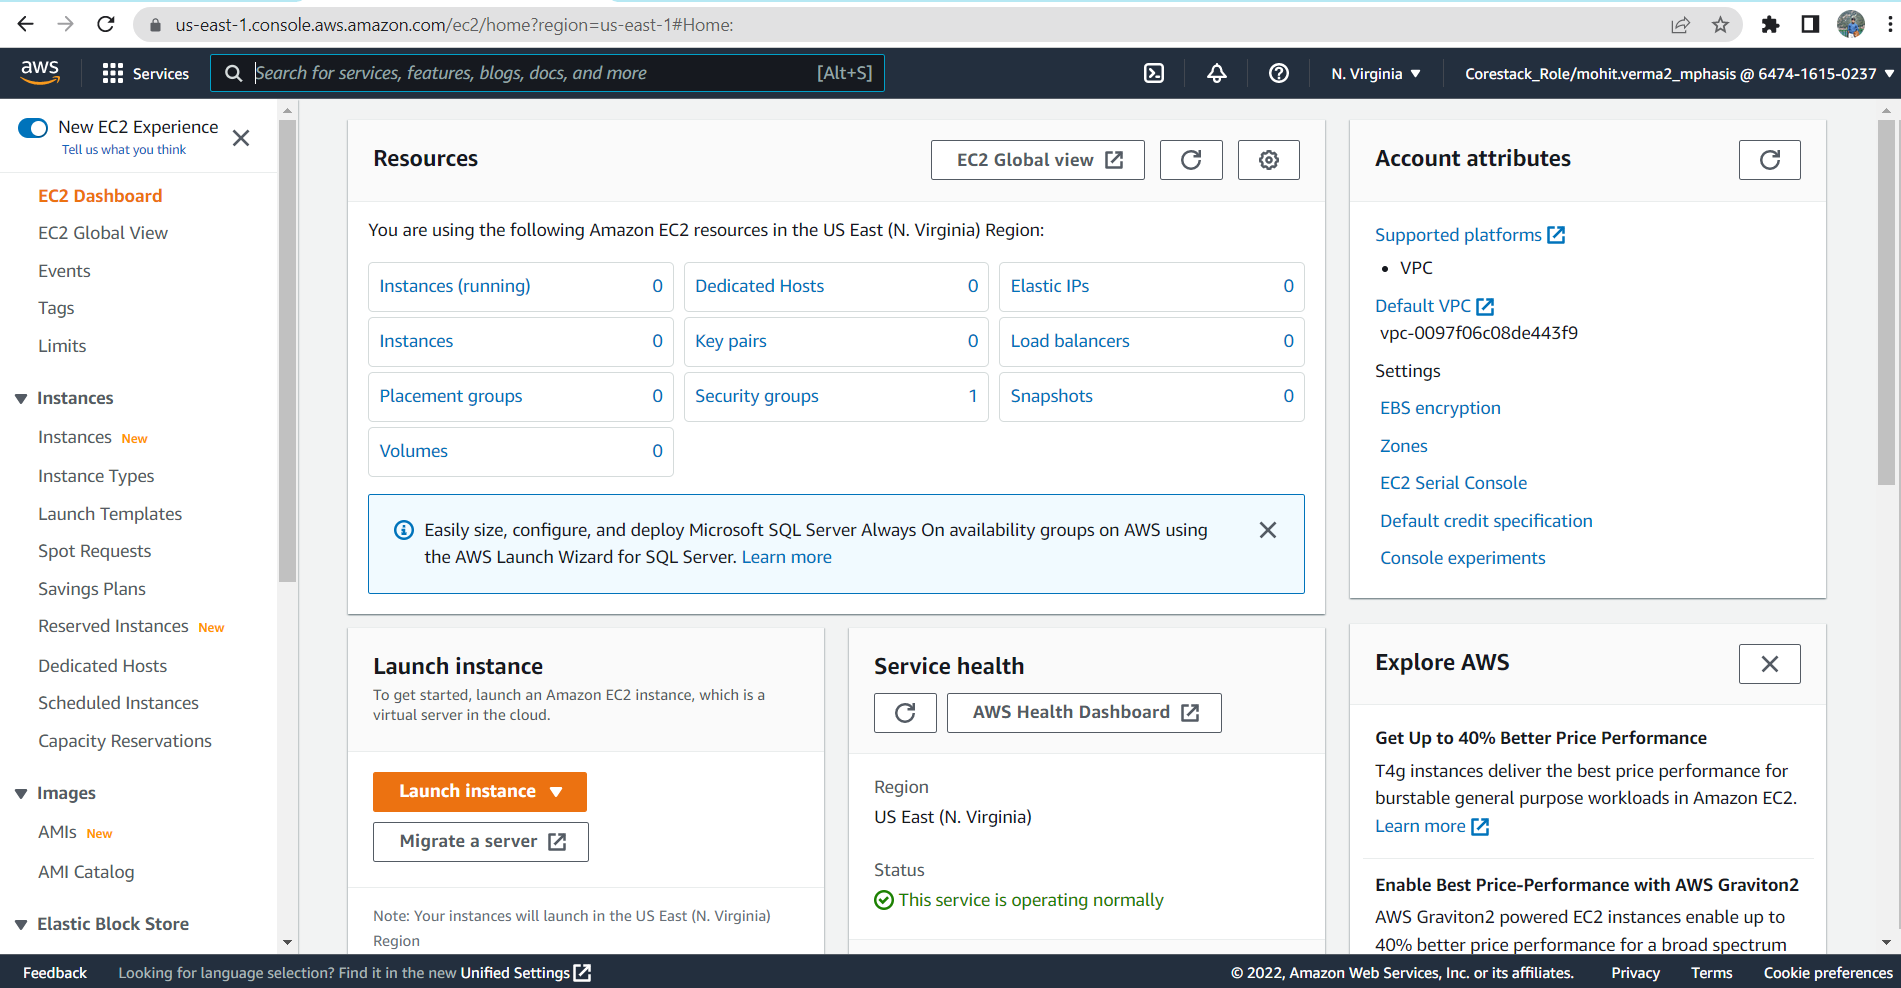 us-east-1.console.aws.amazon.com/ec2/home?region=us-east-1#Home:
aws
Services
Search for services, features, blogs, docs, and more
[Alt+S]
N. Virginia
Corestack_Role/mohit.verma2_mphasis @ 6474-1615-0237
New EC2 Experience
Tell us what you think
EC2 Dashboard
EC2 Global View
Events
Tags
Limits
Instances
Instances New
Instance Types
Launch Templates
Spot Requests
Savings Plans
Reserved Instances New
Dedicated Hosts
Scheduled Instances
Capacity Reservations
Images
AMIs New
AMI Catalog
Elastic Block Store
Resources
EC2 Global view
You are using the following Amazon EC2 resources in the US East (N. Virginia) Region:
Instances (running) 0
Dedicated Hosts 0
Elastic IPs 0
Instances 0
Key pairs 0
Load balancers 0
Placement groups 0
Security groups 1
Snapshots 0
Volumes 0
Easily size, configure, and deploy Microsoft SQL Server Always On availability groups on AWS using
the AWS Launch Wizard for SQL Server. Learn more
Launch instance
To get started, launch an Amazon EC2 instance, which is a
virtual server in the cloud.
Launch instance
Migrate a server
Note: Your instances will launch in the US East (N. Virginia)
Region
Service health
AWS Health Dashboard
Region
US East (N. Virginia)
Status
This service is operating normally
Account attributes
Supported platforms
• VPC
Default VPC
vpc-0097f06c08de443f9
Settings
EBS encryption
Zones
EC2 Serial Console
Default credit specification
Console experiments
Explore AWS
Get Up to 40% Better Price Performance
T4g instances deliver the best price performance for
burstable general purpose workloads in Amazon EC2.
Learn more
Enable Best Price-Performance with AWS Graviton2
AWS Graviton2 powered EC2 instances enable up to
40% better price performance for a broad spectrum
Feedback
Looking for language selection? Find it in the new Unified Settings
© 2022, Amazon Web Services, Inc. or its affiliates.
Privacy
Terms
Cookie preferences